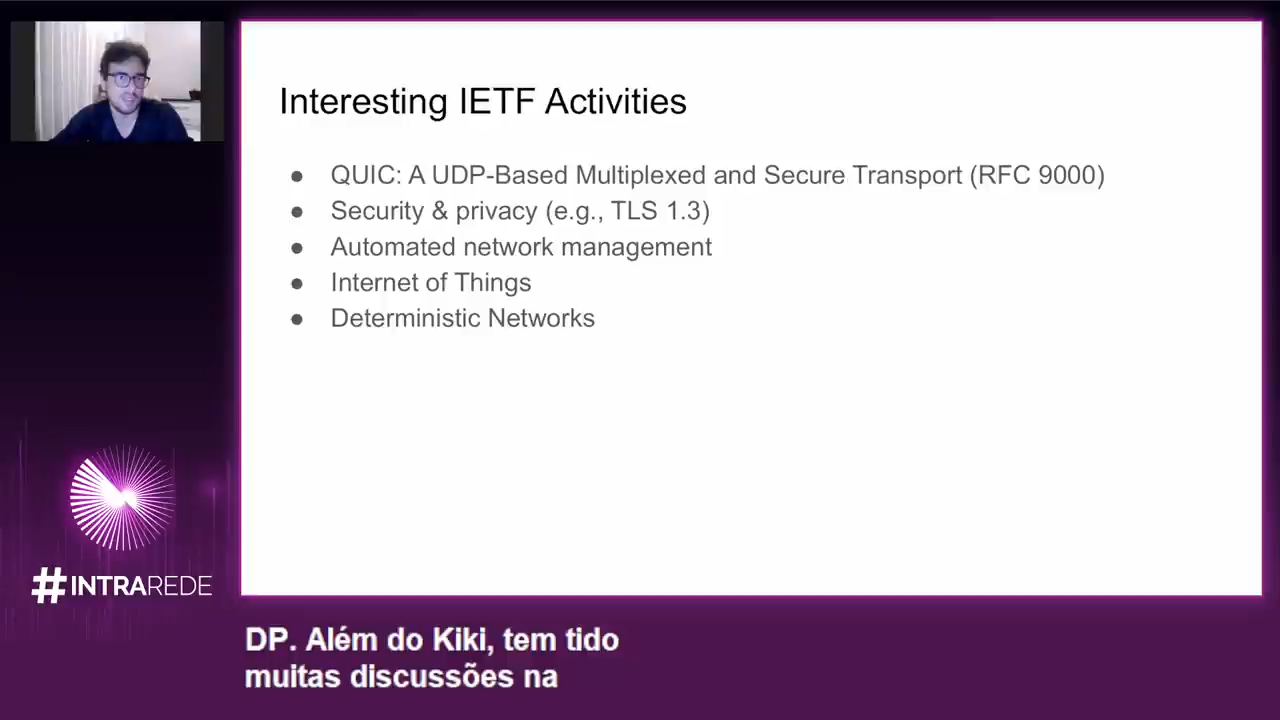 Interesting IETF Activities
● QUIC: A UDP-Based Multiplexed and Secure Transport (RFC 9000)
● Security & privacy (e.g., TLS 1.3)
● Automated network management
● Internet of Things
● Deterministic Networks
#INTRAREDE
DP. Além do Kiki, tem tido
muitas discussões na